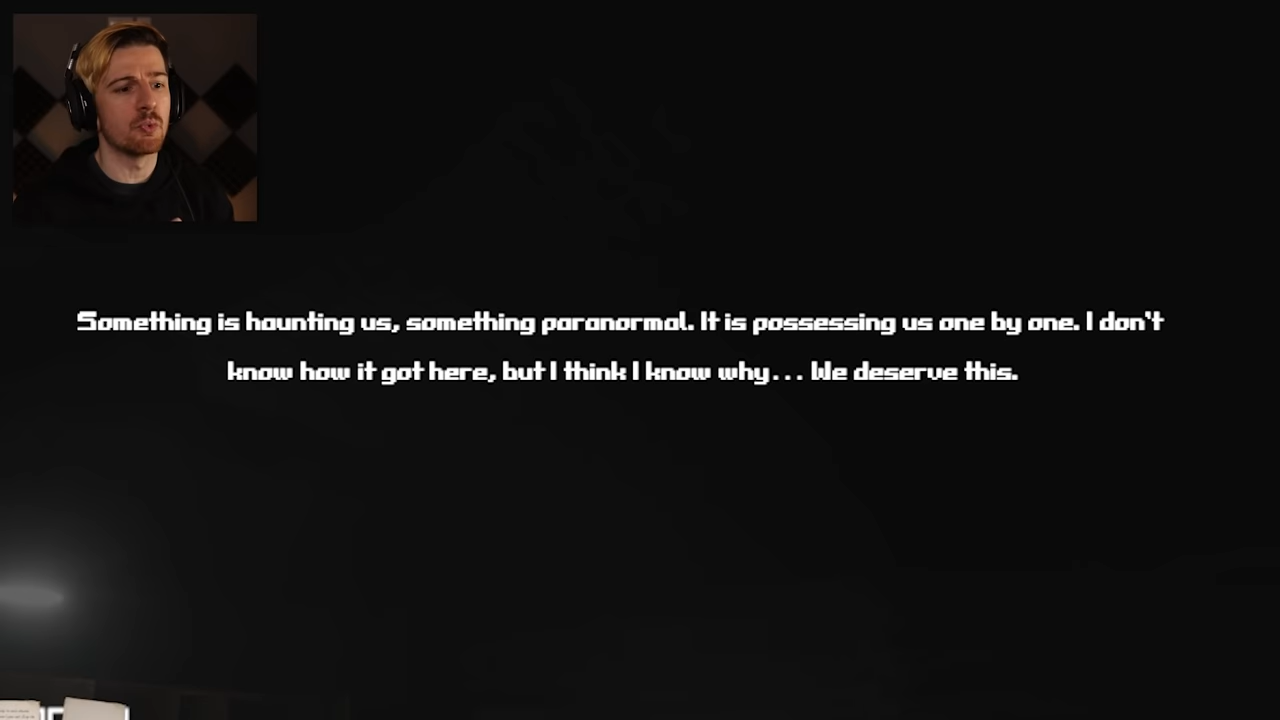 Something is haunting us, something paranormal. It is possessing us one by one. I don't
know how it got here, but I think I know why... We deserve this.